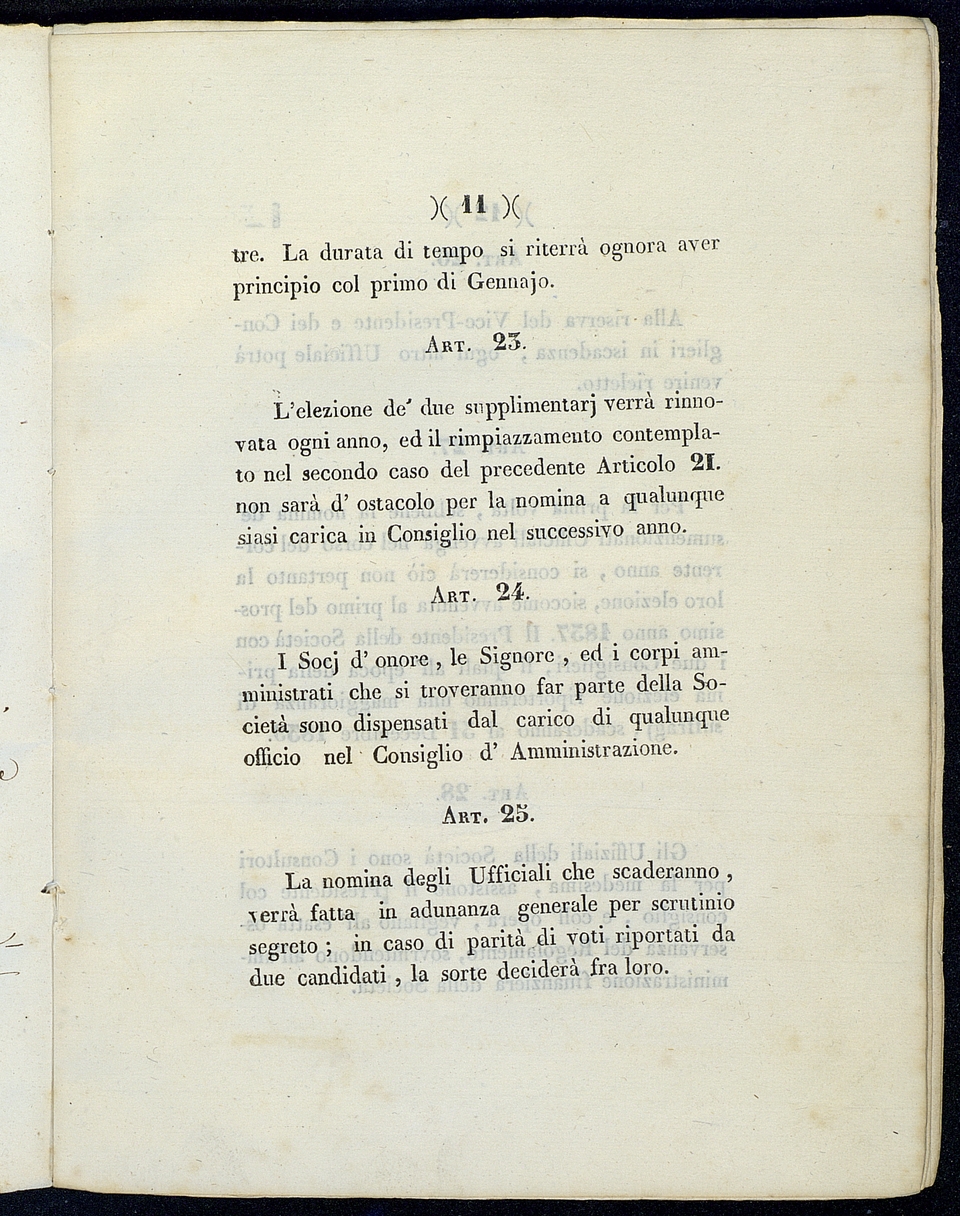 )( 11 )(
tre. La durata di tempo si riterrà ognora aver
principio col primo di Gennajo.
ART. 23.
L'elezione de' due supplimentarj verrà rinno-
vata ogni anno, ed il rimpiazzamento contempla-
to nel secondo caso del precedente Articolo 21.
non sarà d' ostacolo per la nomina a qualunque
siasi carica in Consiglio nel successivo anno.
ART. 24.
I Socj d' onore , le Signore , ed i corpi am-
ministrati che si troveranno far parte della So-
cietà sono dispensati dal carico di qualunque
officio nel Consiglio d' Amministrazione.
ART. 25.
La nomina degli Ufficiali che scaderanno ,
verrà fatta in adunanza generale per scrutinio
segreto ; in caso di parità di voti riportati da
due candidati , la sorte deciderà fra loro.